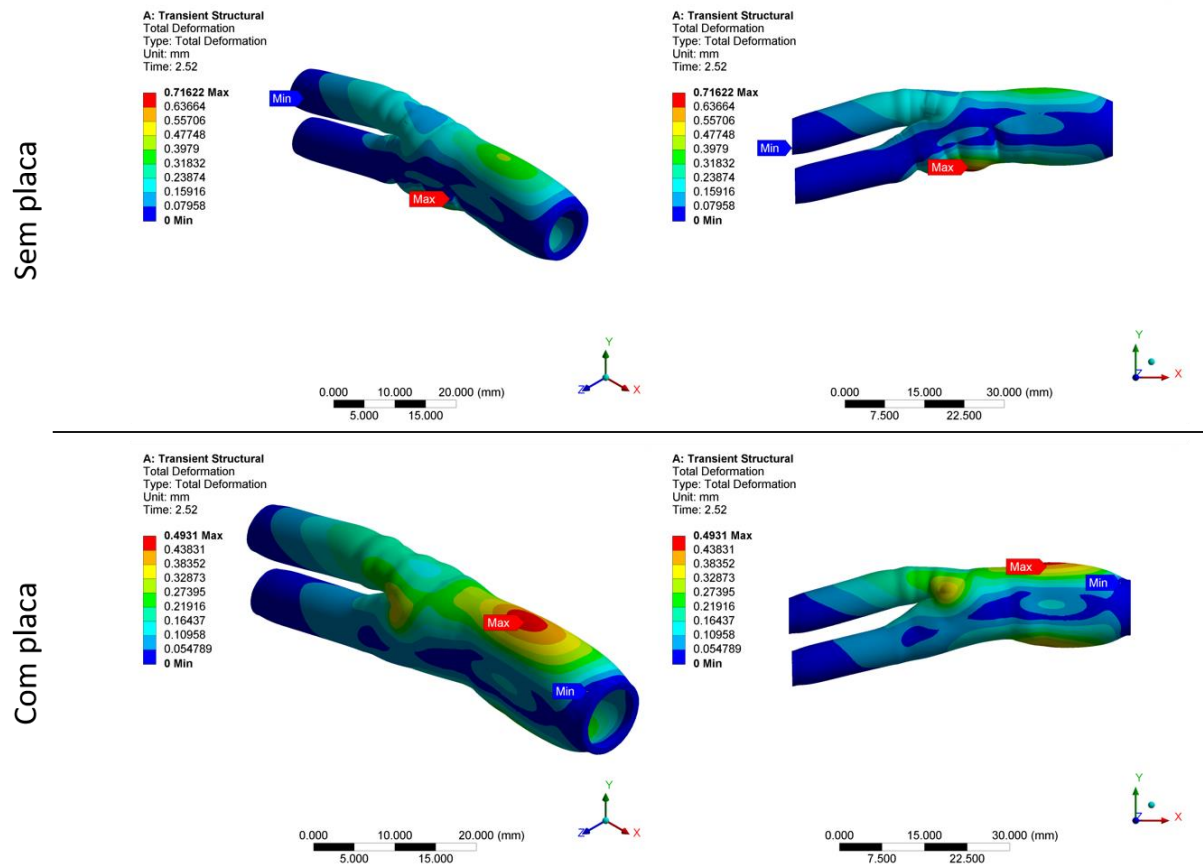 Sem placa
A: Transient Structural
Total Deformation
Type: Total Deformation
Unit: mm
Time: 2.52
0.71622 Max
0.63664
0.55706
0.47748
0.3979
0.31832
0.23874
0.15916
0.07958
0 Min
Min
Max
Y
Z
X
0.000 10.000 20.000 (mm)
5.000 15.000
A: Transient Structural
Total Deformation
Type: Total Deformation
Unit: mm
Time: 2.52
0.71622 Max
0.63664
0.55706
0.47748
0.3979
0.31832
0.23874
0.15916
0.07958
0 Min
Min
Max
Y
Z
X
0.000 15.000 30.000 (mm)
7.500 22.500
Com placa
A: Transient Structural
Total Deformation
Type: Total Deformation
Unit: mm
Time: 2.52
0.4931 Max
0.43831
0.38352
0.32873
0.27395
0.21916
0.16437
0.10958
0.054789
0 Min
Max
Min
Y
Z
X
0.000 10.000 20.000 (mm)
5.000 15.000
A: Transient Structural
Total Deformation
Type: Total Deformation
Unit: mm
Time: 2.52
0.4931 Max
0.43831
0.38352
0.32873
0.27395
0.21916
0.16437
0.10958
0.054789
0 Min
Max
Min
Y
Z
X
0.000 15.000 30.000 (mm)
7.500 22.500